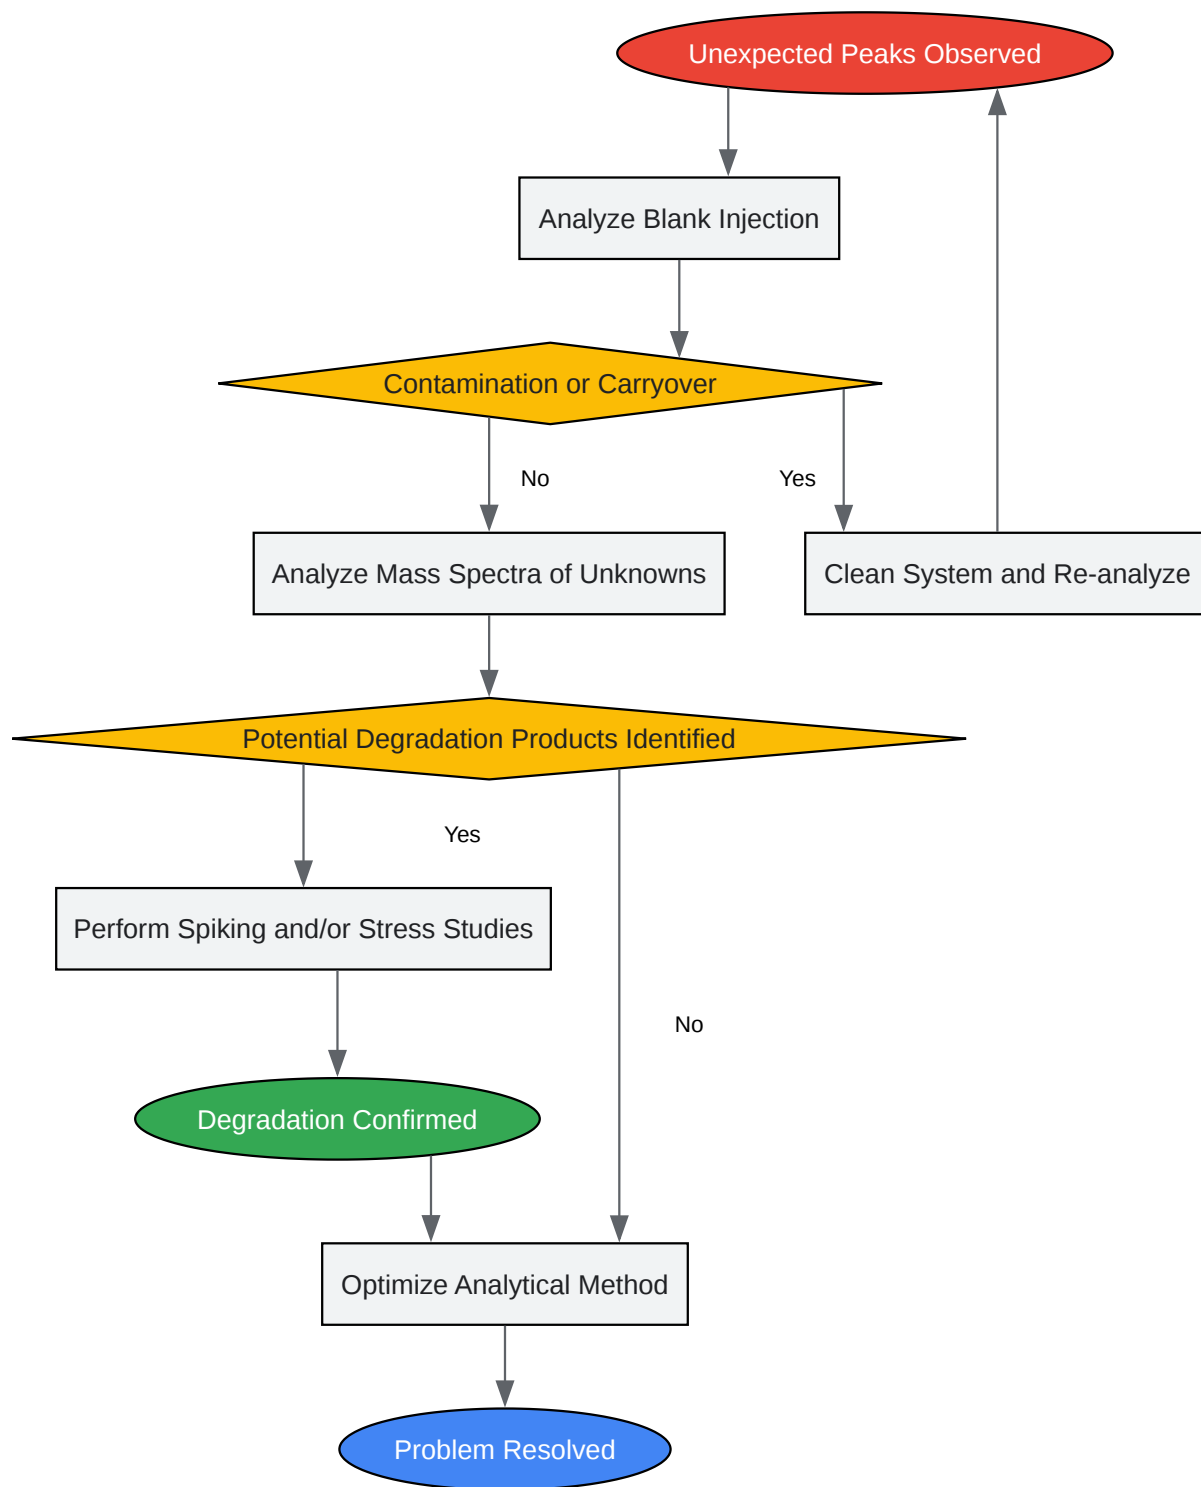 Unexpected Peaks Observed
Analyze Blank Injection
Contamination or Carryover
No
Yes
Analyze Mass Spectra of Unknowns
Clean System and Re-analyze
Potential Degradation Products Identified
Yes
Perform Spiking and/or Stress Studies
No
Degradation Confirmed
Optimize Analytical Method
Problem Resolved